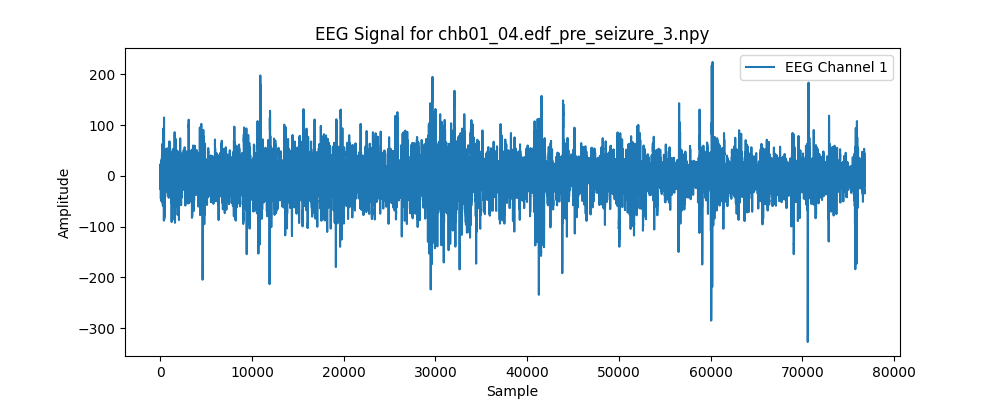 EEG Signal for chb01_04.edf_pre_seizure_3.npy
EEG Channel 1
200
100
0
−100
−200
−300
Amplitude
0 10000 20000 30000 40000 50000 60000 70000 80000
Sample